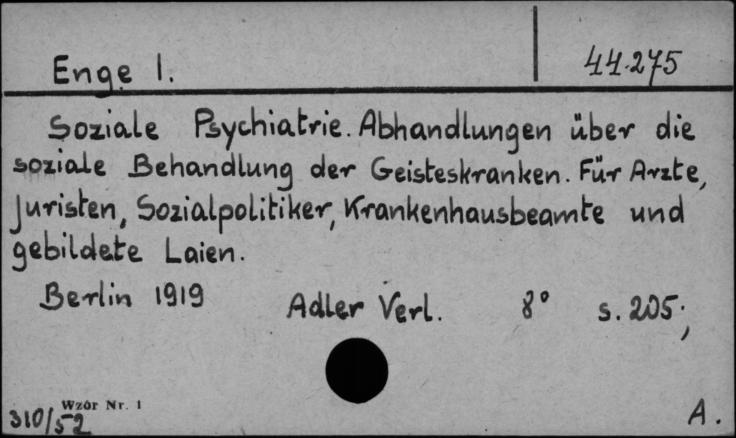 Enge I. 44.275
Soziale Psychiatrie. Abhandlungen über die
soziale Behandlung der Geisteskranken. Für Arzte,
Juristen, Sozialpolitiker, Krankenhausbeamte und
gebildete Laien.
Berlin 1919 Adler Verl. 8° s. 205;
Wzór Nr. 1
310/52 A.